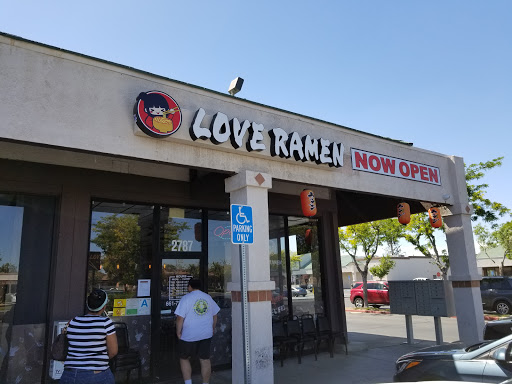 LOVE RAMEN
NOW OPEN
2787
PARKING
ONLY
A